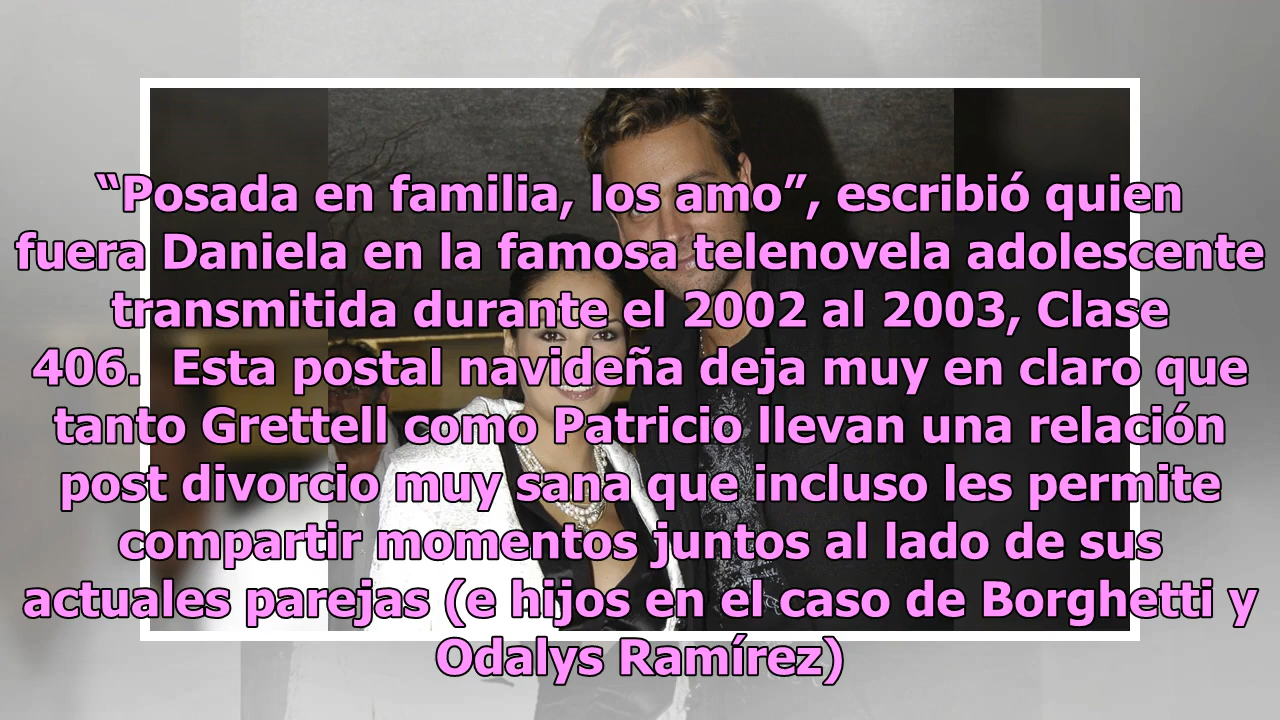 “Posada en familia, los amo”, escribió quien
fuera Daniela en la famosa telenovela adolescente
transmitida durante el 2002 al 2003, Clase
406.  Esta postal navideña deja muy en claro que
tanto Grettell como Patricio llevan una relación
post divorcio muy sana que incluso les permite
compartir momentos juntos al lado de sus
actuales parejas (e hijos en el caso de Borghetti y
Odalys Ramírez)